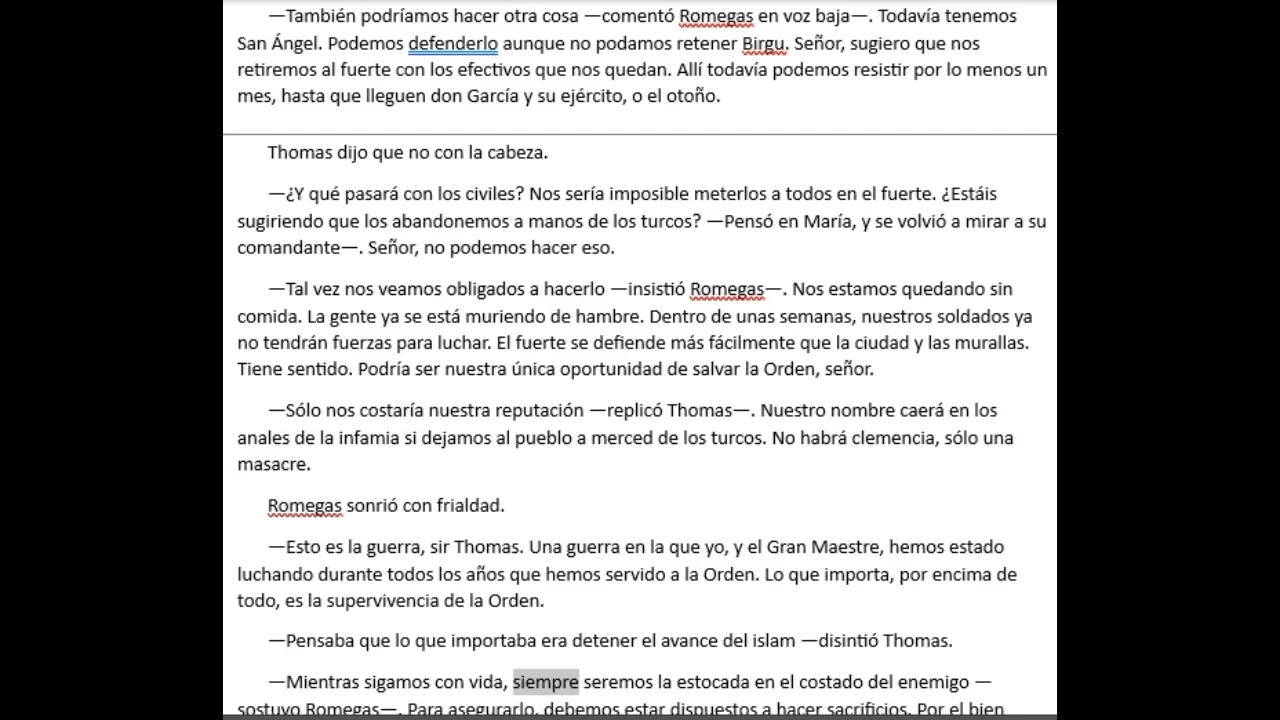 —También podríamos hacer otra cosa —comentó Romegas en voz baja—. Todavía tenemos
San Ángel. Podemos defenderlo aunque no podamos retener Birgu. Señor, sugiero que nos
retiremos al fuerte con los efectivos que nos quedan. Allí todavía podemos resistir por lo menos un
mes, hasta que lleguen don García y su ejército, o el otoño.
Thomas dijo que no con la cabeza.
—¿Y qué pasará con los civiles? Nos sería imposible meterlos a todos en el fuerte. ¿Estáis
sugiriendo que los abandonemos a manos de los turcos? —Pensó en María, y se volvió a mirar a su
comandante—. Señor, no podemos hacer eso.
—Tal vez nos veamos obligados a hacerlo —insistió Romegas—. Nos estamos quedando sin
comida. La gente ya se está muriendo de hambre. Dentro de unas semanas, nuestros soldados ya
no tendrán fuerzas para luchar. El fuerte se defiende más fácilmente que la ciudad y las murallas.
Tiene sentido. Podría ser nuestra única oportunidad de salvar la Orden, señor.
—Sólo nos costaría nuestra reputación —replicó Thomas—. Nuestro nombre caerá en los
anales de la infamia si dejamos al pueblo a merced de los turcos. No habrá clemencia, sólo una
masacre.
Romegas sonrió con frialdad.
—Esto es la guerra, sir Thomas. Una guerra en la que yo, y el Gran Maestre, hemos estado
luchando durante todos los años que hemos servido a la Orden. Lo que importa, por encima de
todo, es la supervivencia de la Orden.
—Pensaba que lo que importaba era detener el avance del islam —disintió Thomas.
—Mientras sigamos con vida, siempre seremos la estocada en el costado del enemigo —
sostuvo Romegas—. Para asegurarlo, debemos estar dispuestos a hacer sacrificios. Por el bien